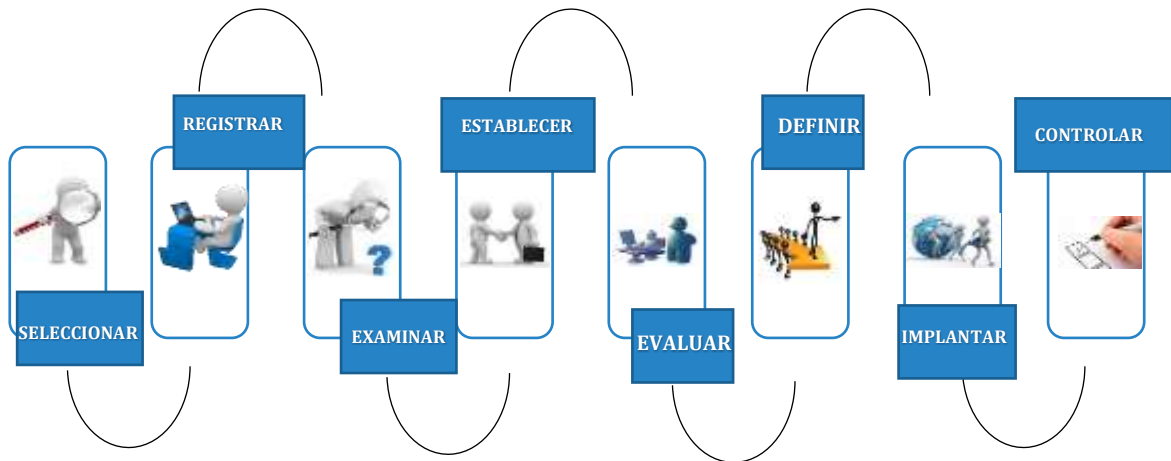 SELECCIONAR
REGISTRAR
EXAMINAR
ESTABLECER
EVALUAR
DEFINIR
IMPLANTAR
CONTROLAR
?